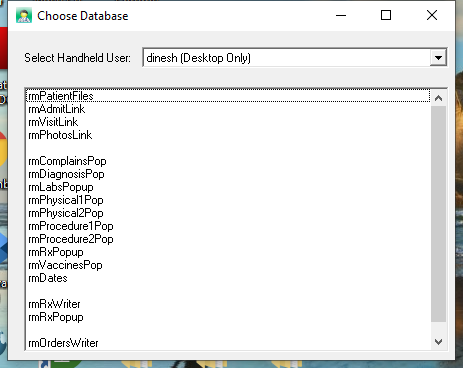 Choose Database
Select Handheld User:
dinesh (Desktop Only)
rmPatientFiles
rmAdmitLink
rmVisitLink
rmPhotosLink
rmComplainsPop
rmDiagnosisPop
rmLabsPopup
rmPhysical1Pop
rmPhysical2Pop
rmProcedure1Pop
rmProcedure2Pop
rmRxPopup
rmVaccinesPop
rmDates
rmRxWriter
rmRxPopup
rmOrdersWriter